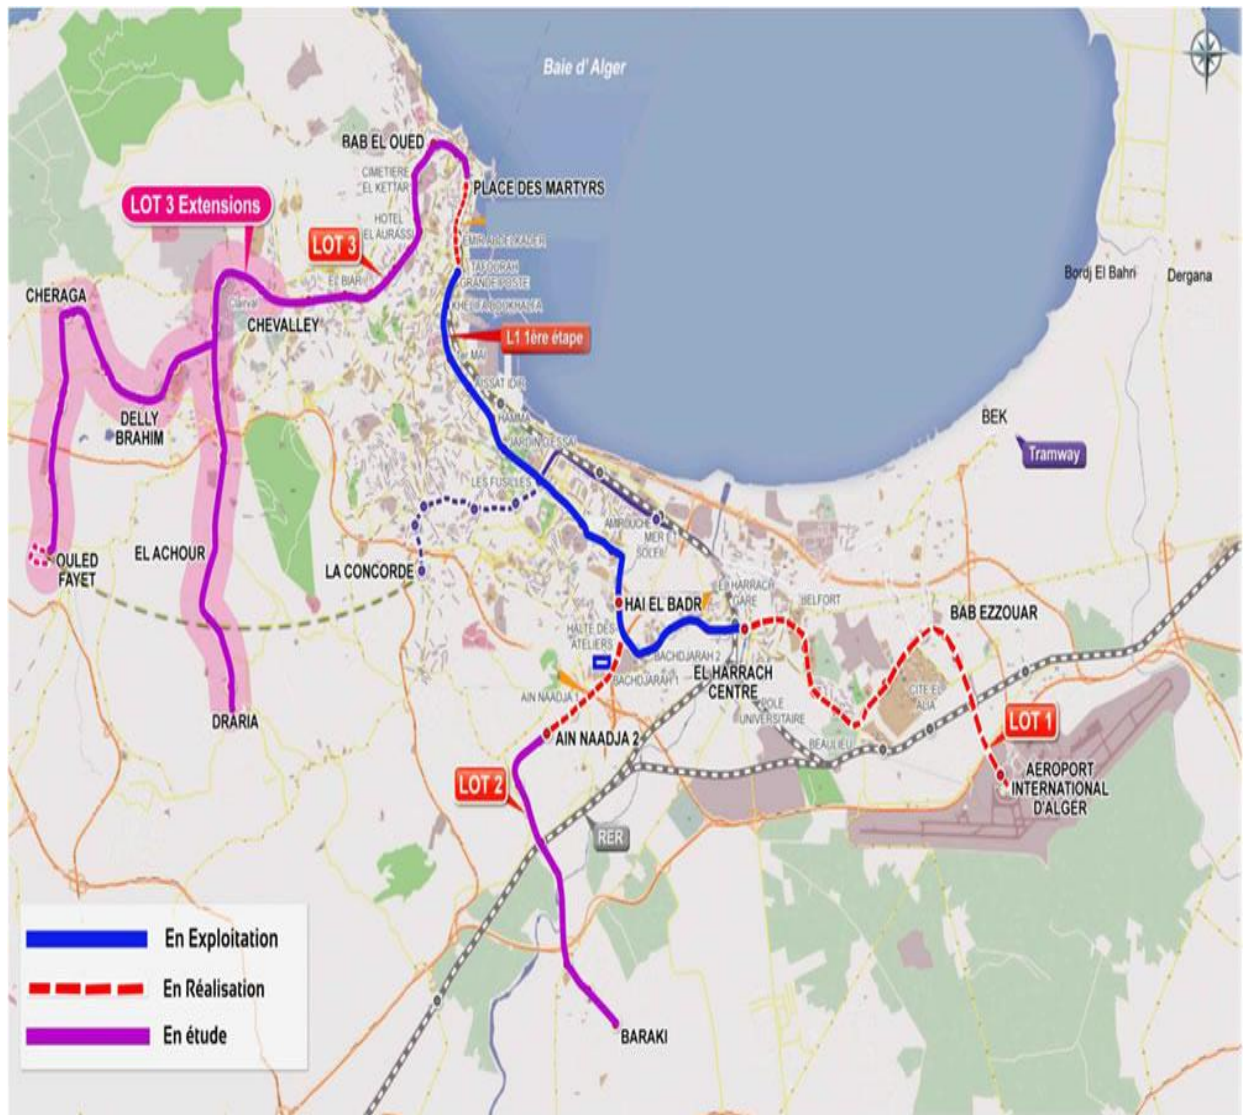 Baie d'Alger
BAB EL OUED
CIMETIERE
EL KETTAR
PLACE DES MARTYRS
LOT 3 Extensions
HOTEL
EL AURASSI
LOT 3
EMIR ABDELKADER
TAFOURAH
GRANDE POSTE
EL BIAR
KHELIFA BOUKHALFA
Bordj El Bahri
Dergana
CHERAGA
Clairval
CHEVALLEY
L1 1ère étape
1er MAI
AISSAT IDIR
DELLY
BRAHIM
HAMMA
BEK
JARDIN D'ESSAI
Tramway
LES FUSILLES
AMIROUCHE
MER ET
SOLEIL
EL ACHOUR
OULED
FAYET
LA CONCORDE
EL HARRACH
GARE
HAI EL BADR
BELFORT
BAB EZZOUAR
HALTE DES
ATELIERS
BACHDJARAH 2
EL HARRACH
CENTRE
BACHDJARAH 1
AIN NAADJA 1
CITE EL
ALIA
POLE
UNIVERSITAIRE
DRARIA
LOT 1
AIN NAADJA 2
BEAULIEU
AEROPORT
INTERNATIONAL
D'ALGER
LOT 2
RER
En Exploitation
En Réalisation
En étude
BARAKI